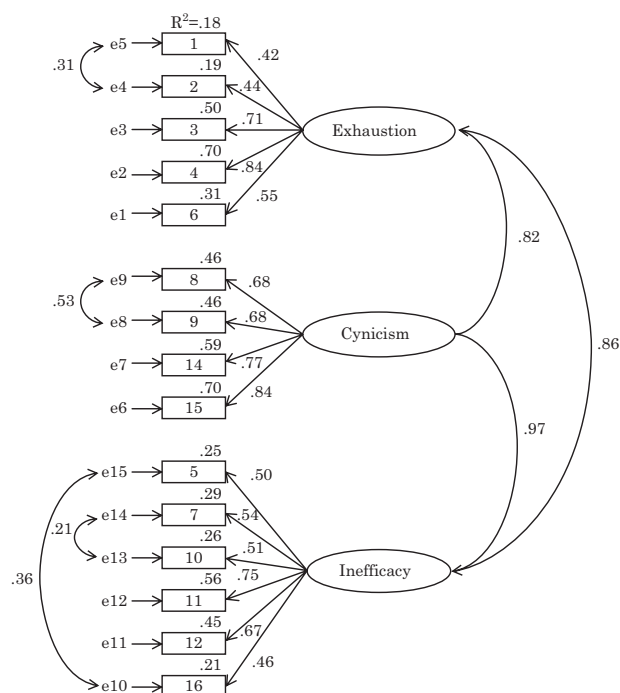 R²=.18
e5 1 .42
.31
.19
e4 2 .44
.50
e3 3 .71
Exhaustion
.70
e2 4 .84
.31
e1 6 .55
.82
.46
e9 8 .68
.53
.46
e8 9 .68
Cynicism
.59
e7 14 .77
.86
.70
e6 15 .84
.97
.25
e15 5 .50
.29
e14 7 .54
.21
.26
e13 10 .51
Inefficacy
.36
.56
e12 11 .75
.45
e11 12 .67
.21
e10 16 .46